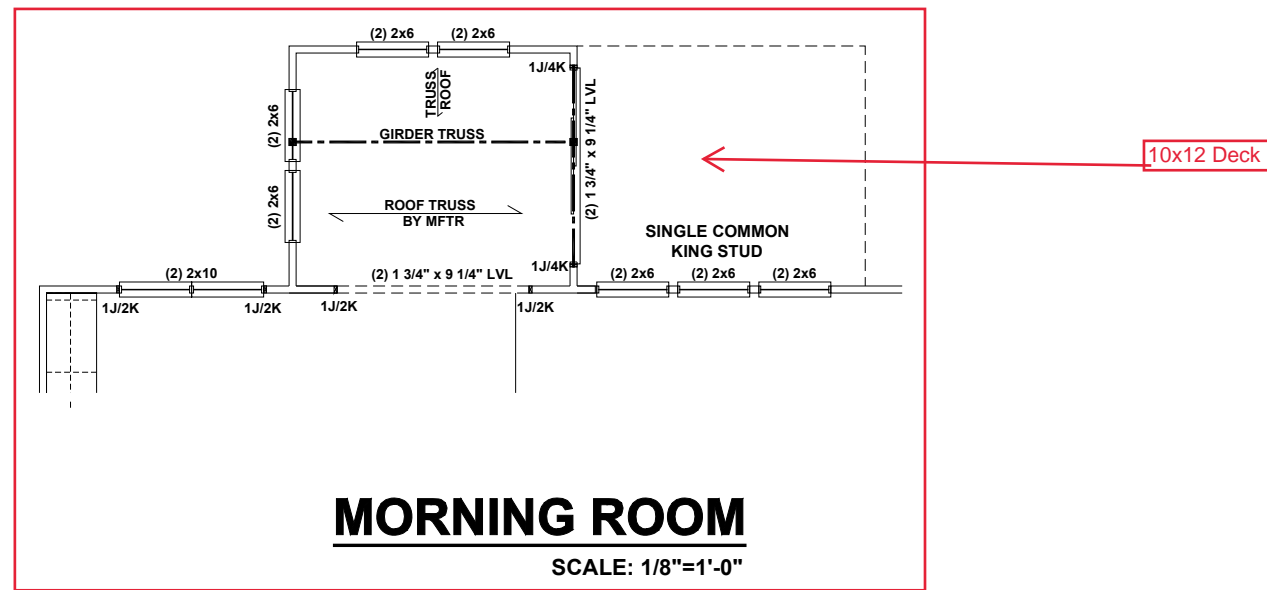 (2) 2x6
(2) 2x6
1J/4K
TRUSS
ROOF
(2) 2x6
GIRDER TRUSS
(2) 1 3/4" x 9 1/4" LVL
10x12 Deck
(2) 2x6
ROOF TRUSS
BY MFTR
SINGLE COMMON
KING STUD
(2) 2x10
(2) 1 3/4" x 9 1/4" LVL
1J/4K
(2) 2x6
(2) 2x6
(2) 2x6
1J/2K
1J/2K
1J/2K
1J/2K
MORNING ROOM
SCALE: 1/8"=1'-0"